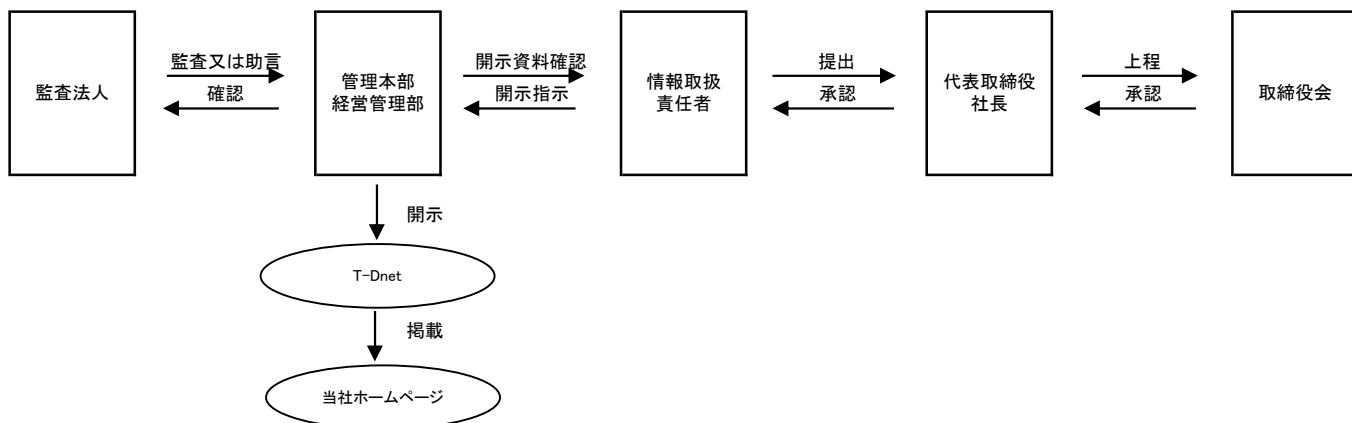 監査法人
監査又は助言
確認
管理本部
経営管理部
開示資料確認
開示指示
情報取扱
責任者
提出
承認
代表取締役
社長
上程
承認
取締役会
開示
T-Dnet
掲載
当社ホームページ